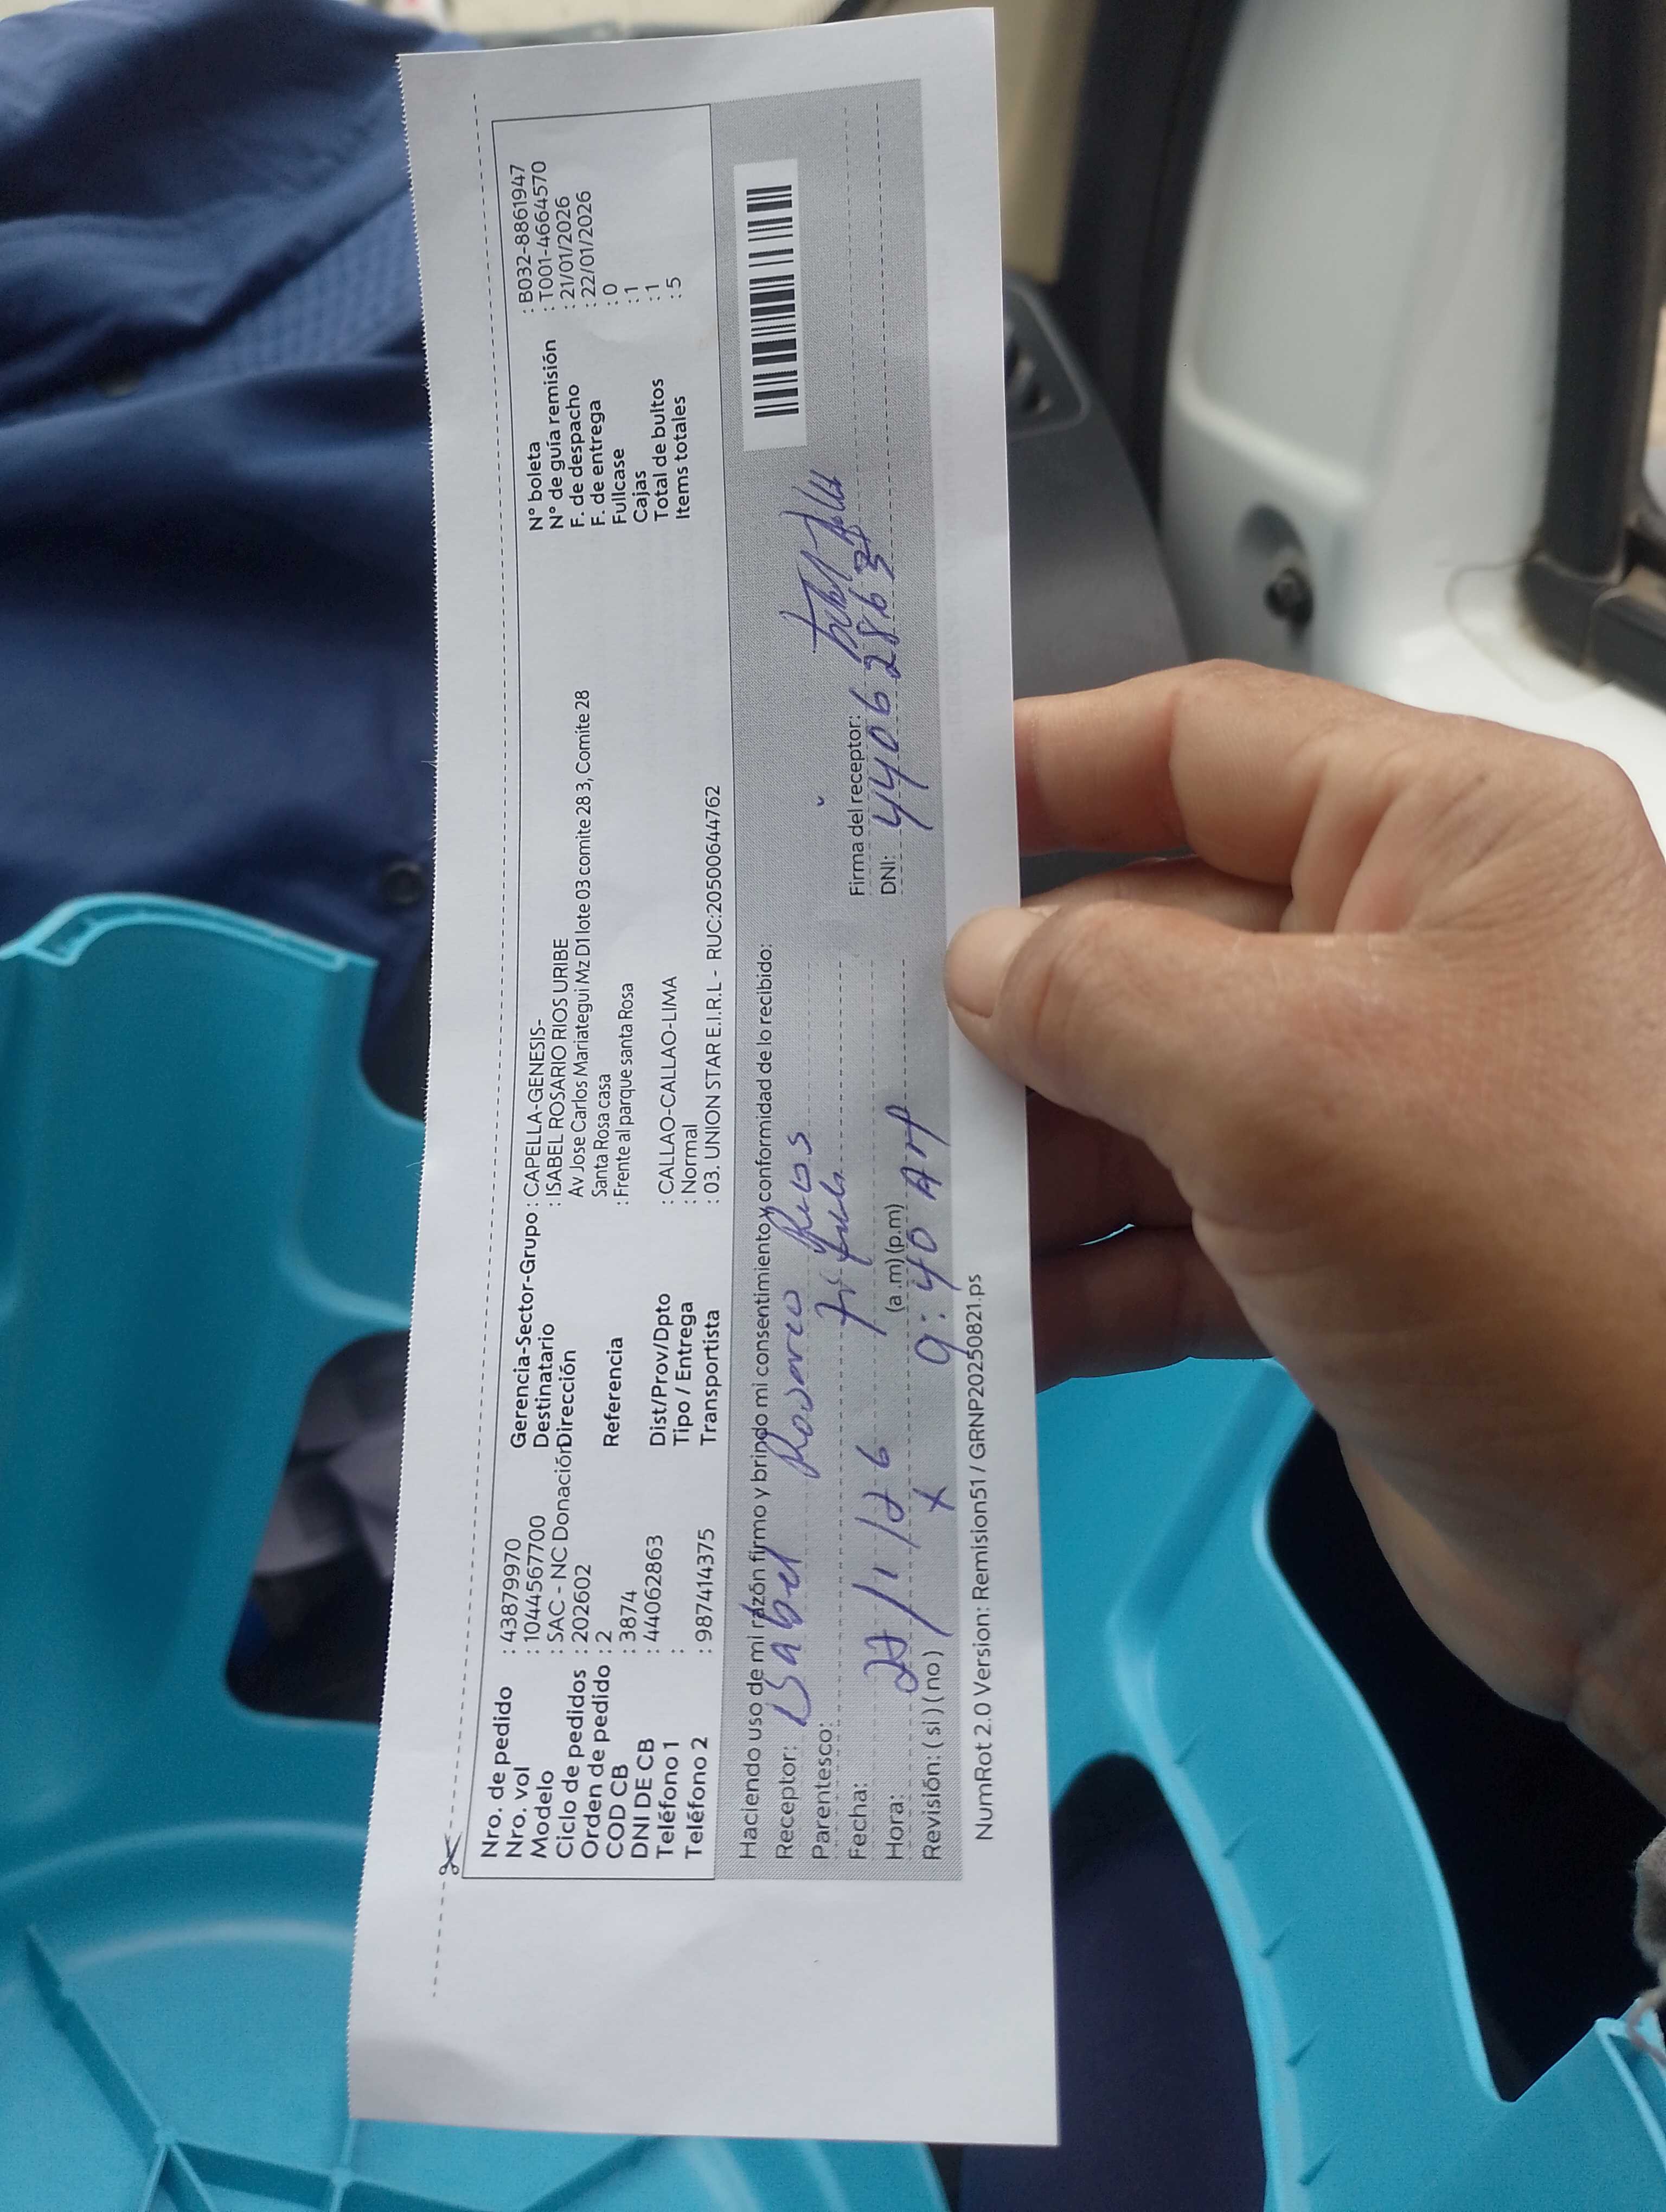 Nro. de pedido : 43879970
Nro. vol : 1044567700
Modelo : SAC - NC Donación
Ciclo de pedidos : 202602
Orden de pedido : 2
COD CB : 3874
DNI DE CB : 44062863
Teléfono 1 :
Teléfono 2 : 987414375
Gerencia-Sector-Grupo : CAPELLA-GENESIS-
Destinatario : ISABEL ROSARIO RIOS URIBE
Dirección Av Jose Carlos Mariategui Mz D1 lote 03 comite 28 3, Comite 28
Santa Rosa casa
Referencia : Frente al parque santa Rosa
Dist/Prov/Dpto : CALLAO-CALLAO-LIMA
Tipo / Entrega : Normal
Transportista : 03. UNION STAR E.I.R.L - RUC:20500644762
N° boleta : B032-8861947
N° de guía remisión : T001-4664570
F. de despacho : 21/01/2026
F. de entrega : 22/01/2026
Fullcase : 0
Cajas : 1
Total de bultos : 1
Items totales : 5
Haciendo uso de mi razón firmo y brindo mi consentimiento y conformidad de lo recibido:
Receptor: Isabel Rosario Rios
Parentesco:
Fecha: 22/1/26
Hora: (a .m) (p.m) 9:40 AM
Revisión: ( si ) ( no ) X
Firma del receptor:
DNI: 44062863
NumRot 2.0 Version: Remision51 / GRNP20250821.ps